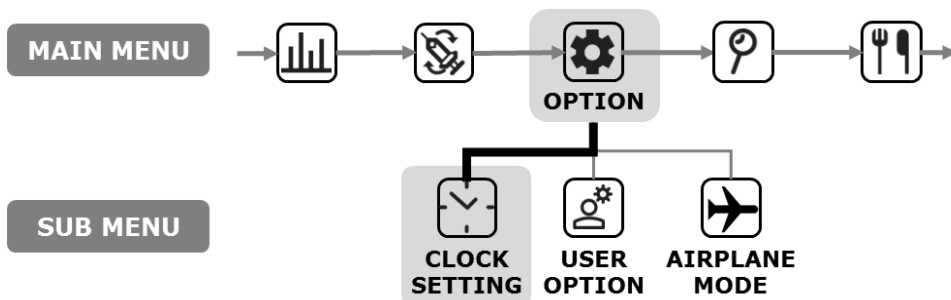 MAIN MENU
OPTION
SUB MENU
CLOCK
SETTING
USER
OPTION
AIRPLANE
MODE